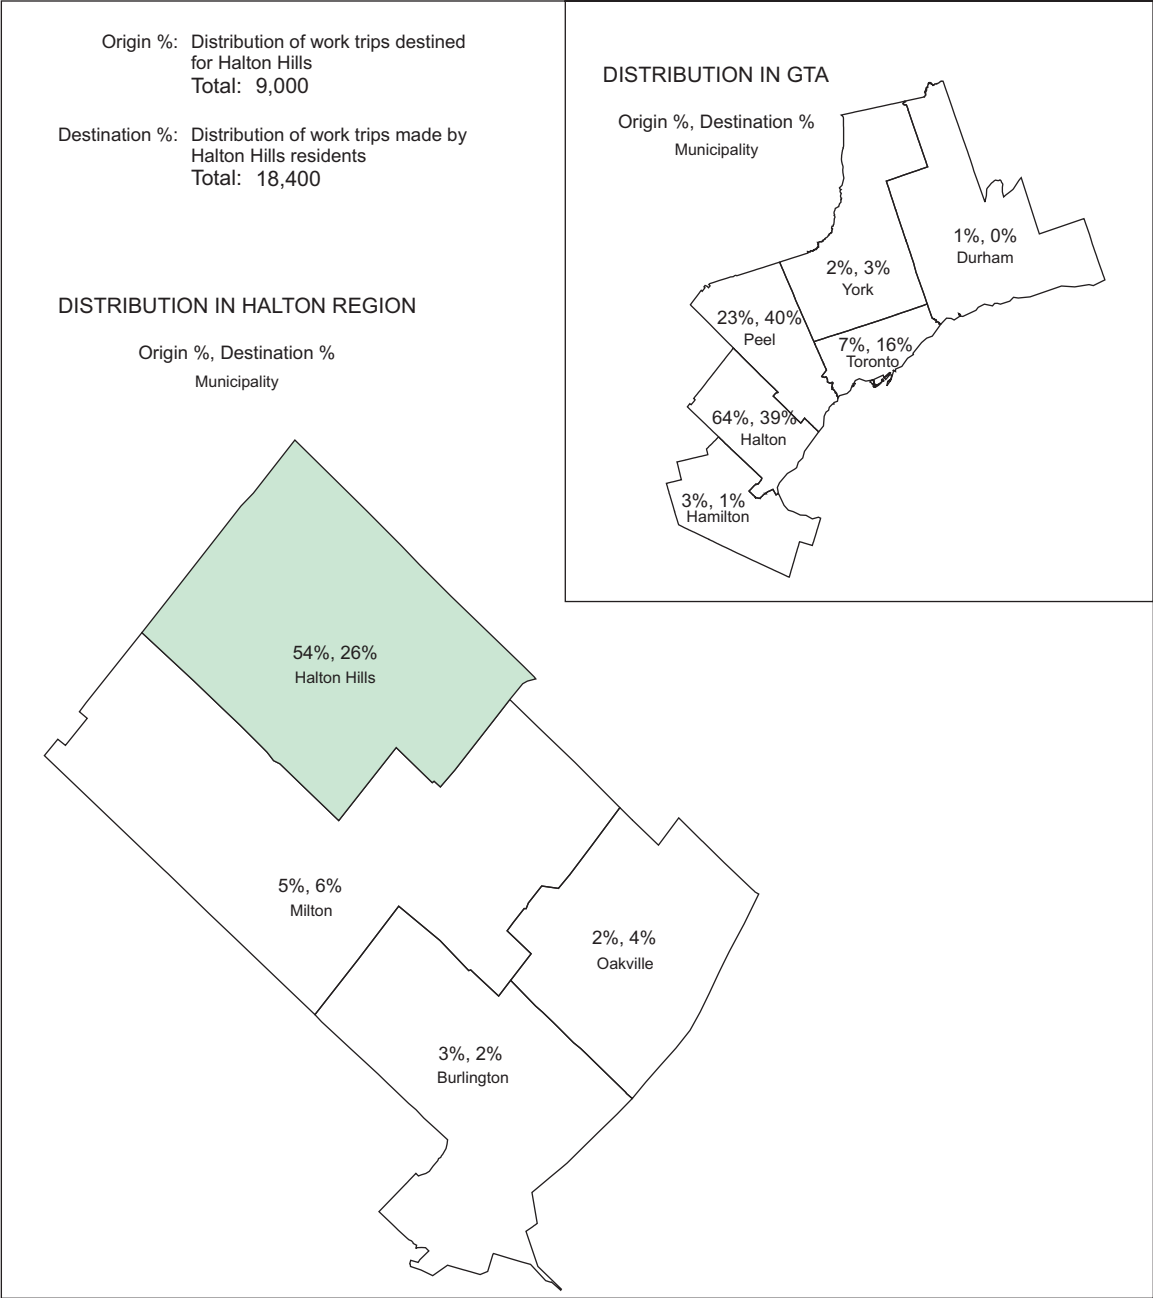 Origin %: Distribution of work trips destined
for Halton Hills
Total: 9,000
Destination %: Distribution of work trips made by
Halton Hills residents
Total: 18,400
DISTRIBUTION IN GTA
Origin %, Destination %
Municipality
1%, 0%
Durham
2%, 3%
York
23%, 40%
Peel
7%, 16%
Toronto
64%, 39%
Halton
3%, 1%
Hamilton
DISTRIBUTION IN HALTON REGION
Origin %, Destination %
Municipality
54%, 26%
Halton Hills
5%, 6%
Milton
2%, 4%
Oakville
3%, 2%
Burlington